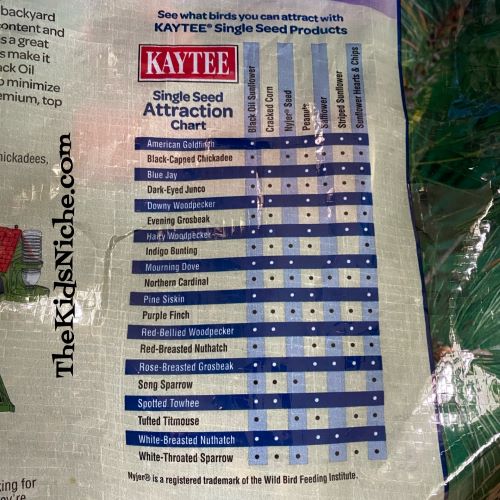 backyard
content and
s a great
s make it
ack Oil
o minimize
emium, top
hickadees,
TheKidsNiche.com
king for
See what birds you can attract with
KAYTEE® Single Seed Products
KAYTEE
Single Seed
Attraction
Chart
Black Oil Sunflower
Cracked Corn
Nyjer® Seed
Peanuts
Safflower
Striped Sunflower
Sunflower Hearts & Chips
American Goldfinch
Black-Capped Chickadee
Blue Jay
Dark-Eyed Junco
Downy Woodpecker
Evening Grosbeak
Hairy Woodpecker
Indigo Bunting
Mourning Dove
Northern Cardinal
Pine Siskin
Purple Finch
Red-Bellied Woodpecker
Red-Breasted Nuthatch
Rose-Breasted Grosbeak
Song Sparrow
Spotted Towhee
Tufted Titmouse
White-Breasted Nuthatch
White-Throated Sparrow
Nyjer® is a registered trademark of the Wild Bird Feeding Institute.